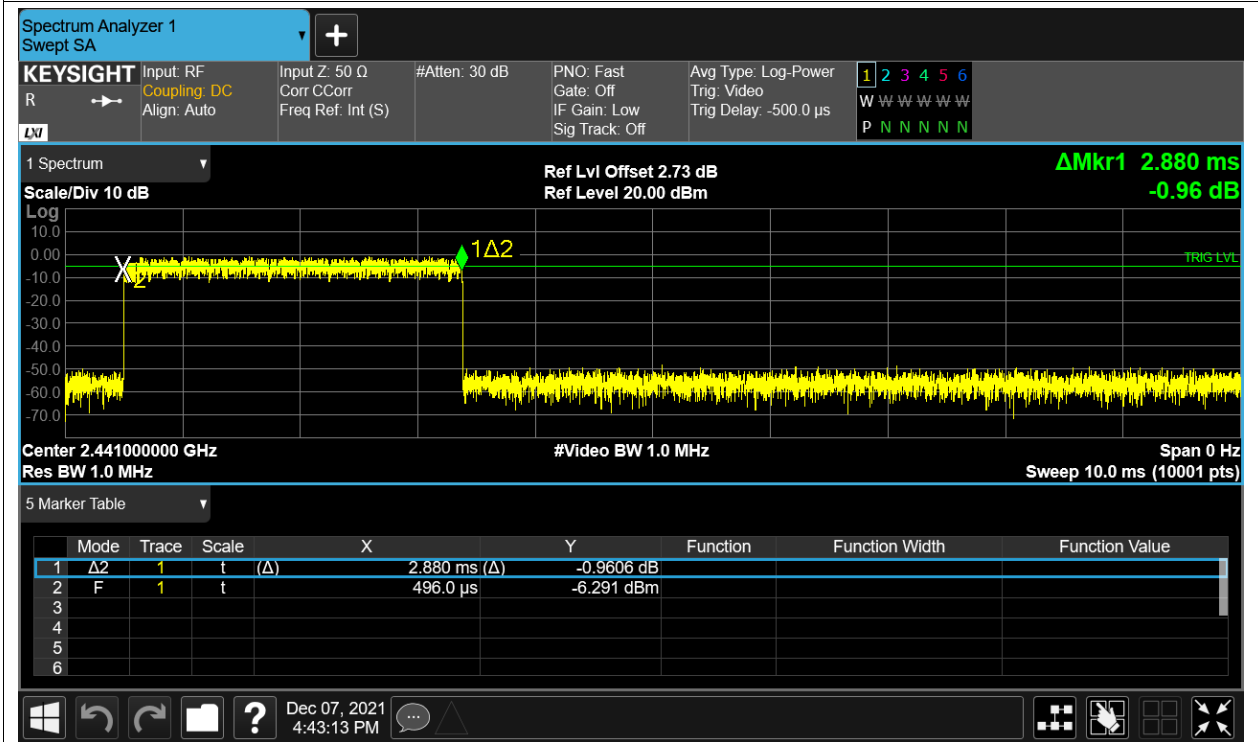 Spectrum Analyzer 1
Swept SA
+
KEYSIGHT
R
LXI
Input: RF
Coupling: DC
Align: Auto
Input Z: 50 Ω
Corr CCorr
Freq Ref: Int (S)
#Atten: 30 dB
PNO: Fast
Gate: Off
IF Gain: Low
Sig Track: Off
Avg Type: Log-Power
Trig: Video
Trig Delay: -500.0 µs
1 2 3 4 5 6
W W W W W W
P N N N N N
1 Spectrum
Scale/Div 10 dB
Ref Lvl Offset 2.73 dB
Ref Level 20.00 dBm
ΔMkr1 2.880 ms
-0.96 dB
Log
10.0
0.00
-10.0
-20.0
-30.0
-40.0
-50.0
-60.0
-70.0
X
2
1Δ2
TRIG LVL
Center 2.441000000 GHz
#Video BW 1.0 MHz
Span 0 Hz
Res BW 1.0 MHz
Sweep 10.0 ms (10001 pts)
5 Marker Table
Mode Trace Scale X Y Function Function Width Function Value
1 Δ2 1 t (Δ) 2.880 ms (Δ) -0.9606 dB
2 F 1 t 496.0 µs -6.291 dBm
3
4
5
6
?
Dec 07, 2021
4:43:13 PM